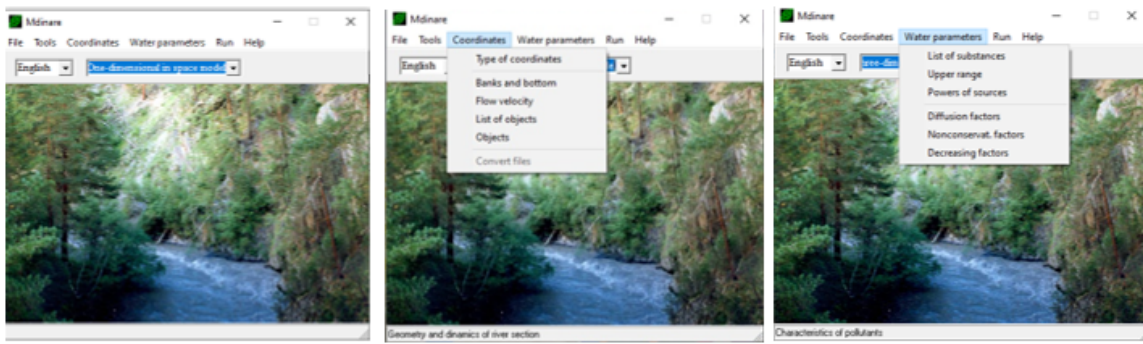 Mdinare
File Tools Coordinates Water parameters Run Help
English One-dimensional in space model
Mdinare
File Tools Coordinates Water parameters Run Help
English
Type of coordinates
Banks and bottom
Flow velocity
List of objects
Objects
Convert files
Geometry and dinamics of river section
Mdinare
File Tools Coordinates Water parameters Run Help
English tree-dim
List of substances
Upper range
Powers of sources
Diffusion factors
Nonconservat. factors
Decreasing factors
Characteristics of pollutants